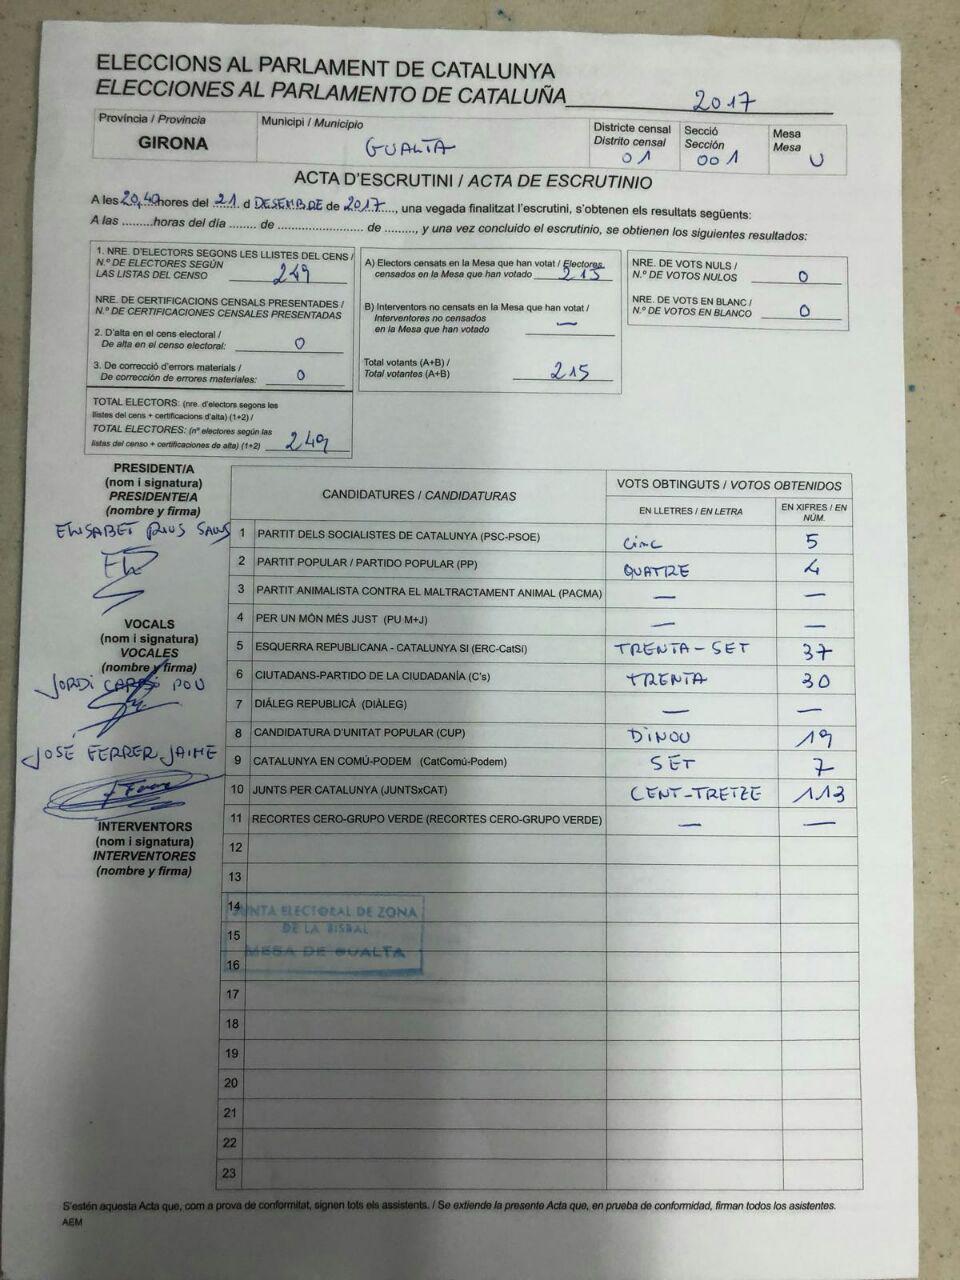 ELECCIONS AL PARLAMENT DE CATALUNYA
ELECCIONES AL PARLAMENTO DE CATALUÑA 2017
Província / Provincia
GIRONA
Municipi / Municipio
GUALTA
Districte censal
Distrito censal
01
Secció
Sección
001
Mesa
Mesa
U
ACTA D'ESCRUTINI / ACTA DE ESCRUTINIO
A les 20,40 hores del 21 d DESEMBRE de 2017, una vegada finalitzat l'escrutini, s'obtenen els resultats següents:
A las .........horas del día ........ de ......................... de ........., y una vez concluido el escrutinio, se obtienen los siguientes resultados:
1. NRE. D'ELECTORS SEGONS LES LLISTES DEL CENS /
N.º DE ELECTORES SEGÚN
LAS LISTAS DEL CENSO 249
NRE. DE CERTIFICACIONS CENSALS PRESENTADES /
N.º DE CERTIFICACIONES CENSALES PRESENTADAS
2. D'alta en el cens electoral /
De alta en el censo electoral: 0
3. De correcció d'errors materials /
De corrección de errores materiales: 0
TOTAL ELECTORS: (nre. d'electors segons les
llistes del cens + certificacions d'alta) (1+2) /
TOTAL ELECTORES: (nº electores según las
listas del censo + certificaciones de alta) (1+2) 249
A) Electors censats en la Mesa que han votat / Electores
censados en la Mesa que han votado 215
B) Interventors no censats en la Mesa que han votat /
Interventores no censados
en la Mesa que han votado —
Total votants (A+B) /
Total votantes (A+B) 215
NRE. DE VOTS NULS /
N.º DE VOTOS NULOS 0
NRE. DE VOTS EN BLANC /
N.º DE VOTOS EN BLANCO 0
PRESIDENT/A
(nom i signatura)
PRESIDENTE/A
(nombre y firma)
ELISABET RIUS SAUS
VOCALS
(nom i signatura)
VOCALES
(nombre y firma)
JORDI POU
JOSÉ FERRER JAIME
INTERVENTORS
(nom i signatura)
INTERVENTORES
(nombre y firma)
CANDIDATURES / CANDIDATURAS
VOTS OBTINGUTS / VOTOS OBTENIDOS
EN LLETRES / EN LETRA
EN XIFRES / EN NÚM.
1 PARTIT DELS SOCIALISTES DE CATALUNYA (PSC-PSOE) Cinc 5
2 PARTIT POPULAR / PARTIDO POPULAR (PP) QUATRE 4
3 PARTIT ANIMALISTA CONTRA EL MALTRACTAMENT ANIMAL (PACMA) — —
4 PER UN MÓN MÉS JUST (PU M+J) — —
5 ESQUERRA REPUBLICANA - CATALUNYA SI (ERC-CatSí) TRENTA-SET 37
6 CIUTADANS-PARTIDO DE LA CIUDADANÍA (C's) TRENTA 30
7 DIÀLEG REPUBLICÀ (DIÀLEG) — —
8 CANDIDATURA D'UNITAT POPULAR (CUP) DINOU 19
9 CATALUNYA EN COMÚ-PODEM (CatComú-Podem) SET 7
10 JUNTS PER CATALUNYA (JUNTSxCAT) CENT-TRETZE 113
11 RECORTES CERO-GRUPO VERDE (RECORTES CERO-GRUPO VERDE) — —
12
13
14
15
16
17
18
19
20
21
22
23
JUNTA ELECTORAL DE ZONA
DE LA BISBAL
MESA DE GUALTA
S'estén aquesta Acta que, com a prova de conformitat, signen tots els assistents. / Se extiende la presente Acta que, en prueba de conformidad, firman todos los asistentes.
AEM